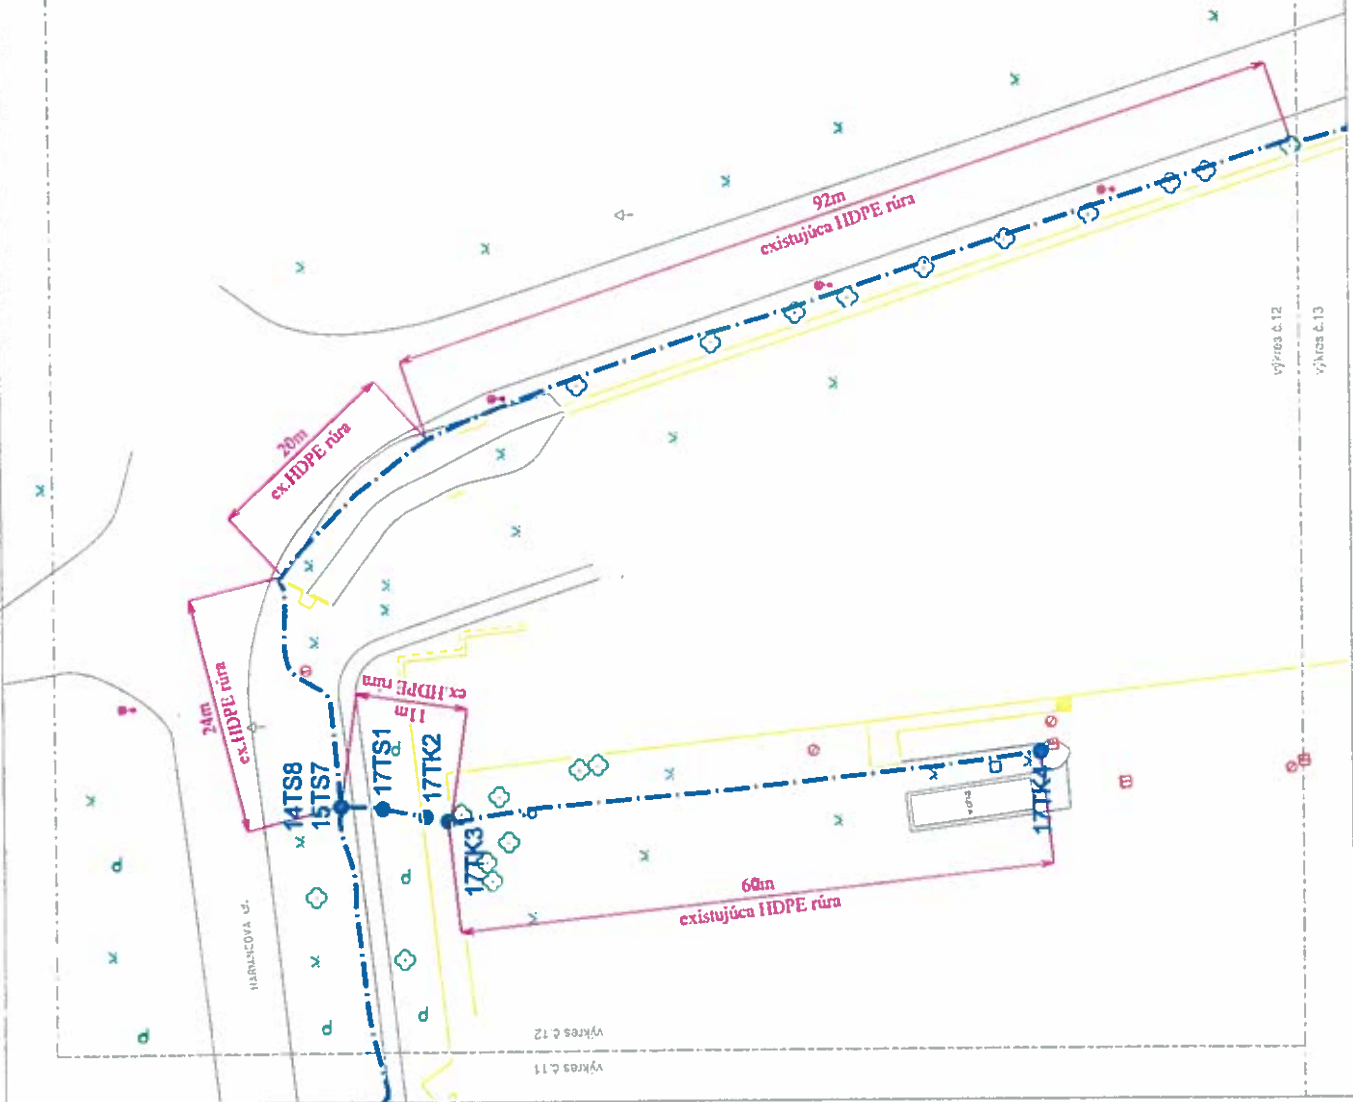 92m
existujúca HDPE rúra
výkres č.12
výkres č.13
20m
ex.HDPE rúra
24m
ex.HDPE rúra
11m
ex.HDPE rúra
14TS8
15TS7
17TS1
17TK2
17TK3
17TK4
existujúca HDPE rúra
výkres č.12
výkres č.11